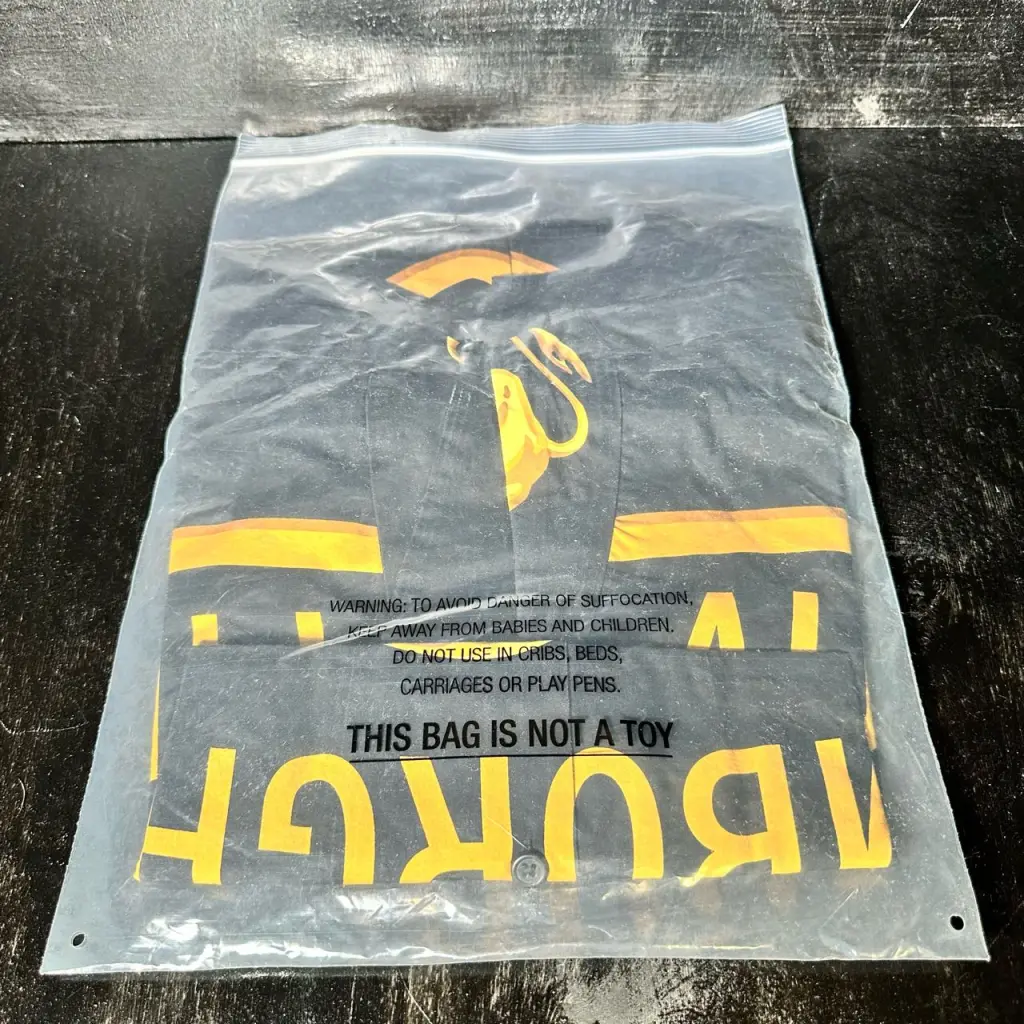 WARNING: TO AVOID DANGER OF SUFFOCATION,
KEEP AWAY FROM BABIES AND CHILDREN.
DO NOT USE IN CRIBS, BEDS,
CARRIAGES OR PLAY PENS.
THIS BAG IS NOT A TOY